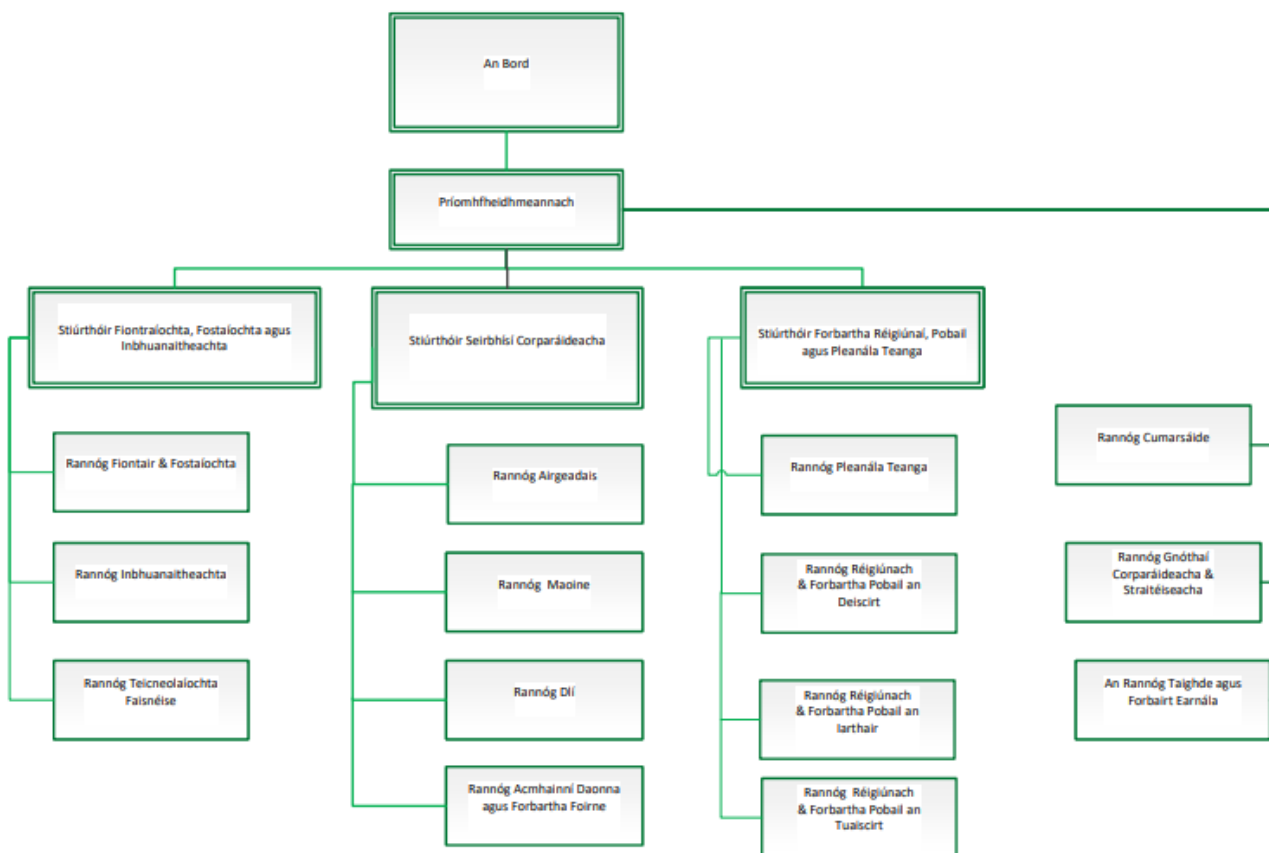 An Bord
Príomhfheidhmeannach
Stiúrthóir Fiontraíochta, Fostaíochta agus
Inbhuanaitheachta
Stiúrthóir Seirbhísí Corparáideacha
Stiúrthóir Forbartha Réigiúnaí, Pobail
agus Pleanála Teanga
Rannóg Fiontair & Fostaíochta
Rannóg Inbhuanaitheachta
Rannóg Teicneolaíochta
Faisnéise
Rannóg Airgeadais
Rannóg Maoine
Rannóg Dlí
Rannóg Acmhainní Daonna
agus Forbartha Foirne
Rannóg Pleanála Teanga
Rannóg Réigiúnach
& Forbartha Pobail an
Deiscirt
Rannóg Réigiúnach
& Forbartha Pobail an
Iarthair
Rannóg Réigiúnach
& Forbartha Pobail an
Tuaiscirt
Rannóg Cumarsáide
Rannóg Gnóthaí
Corparáideacha &
Straitéiseacha
An Rannóg Taighde agus
Forbairt Earnála